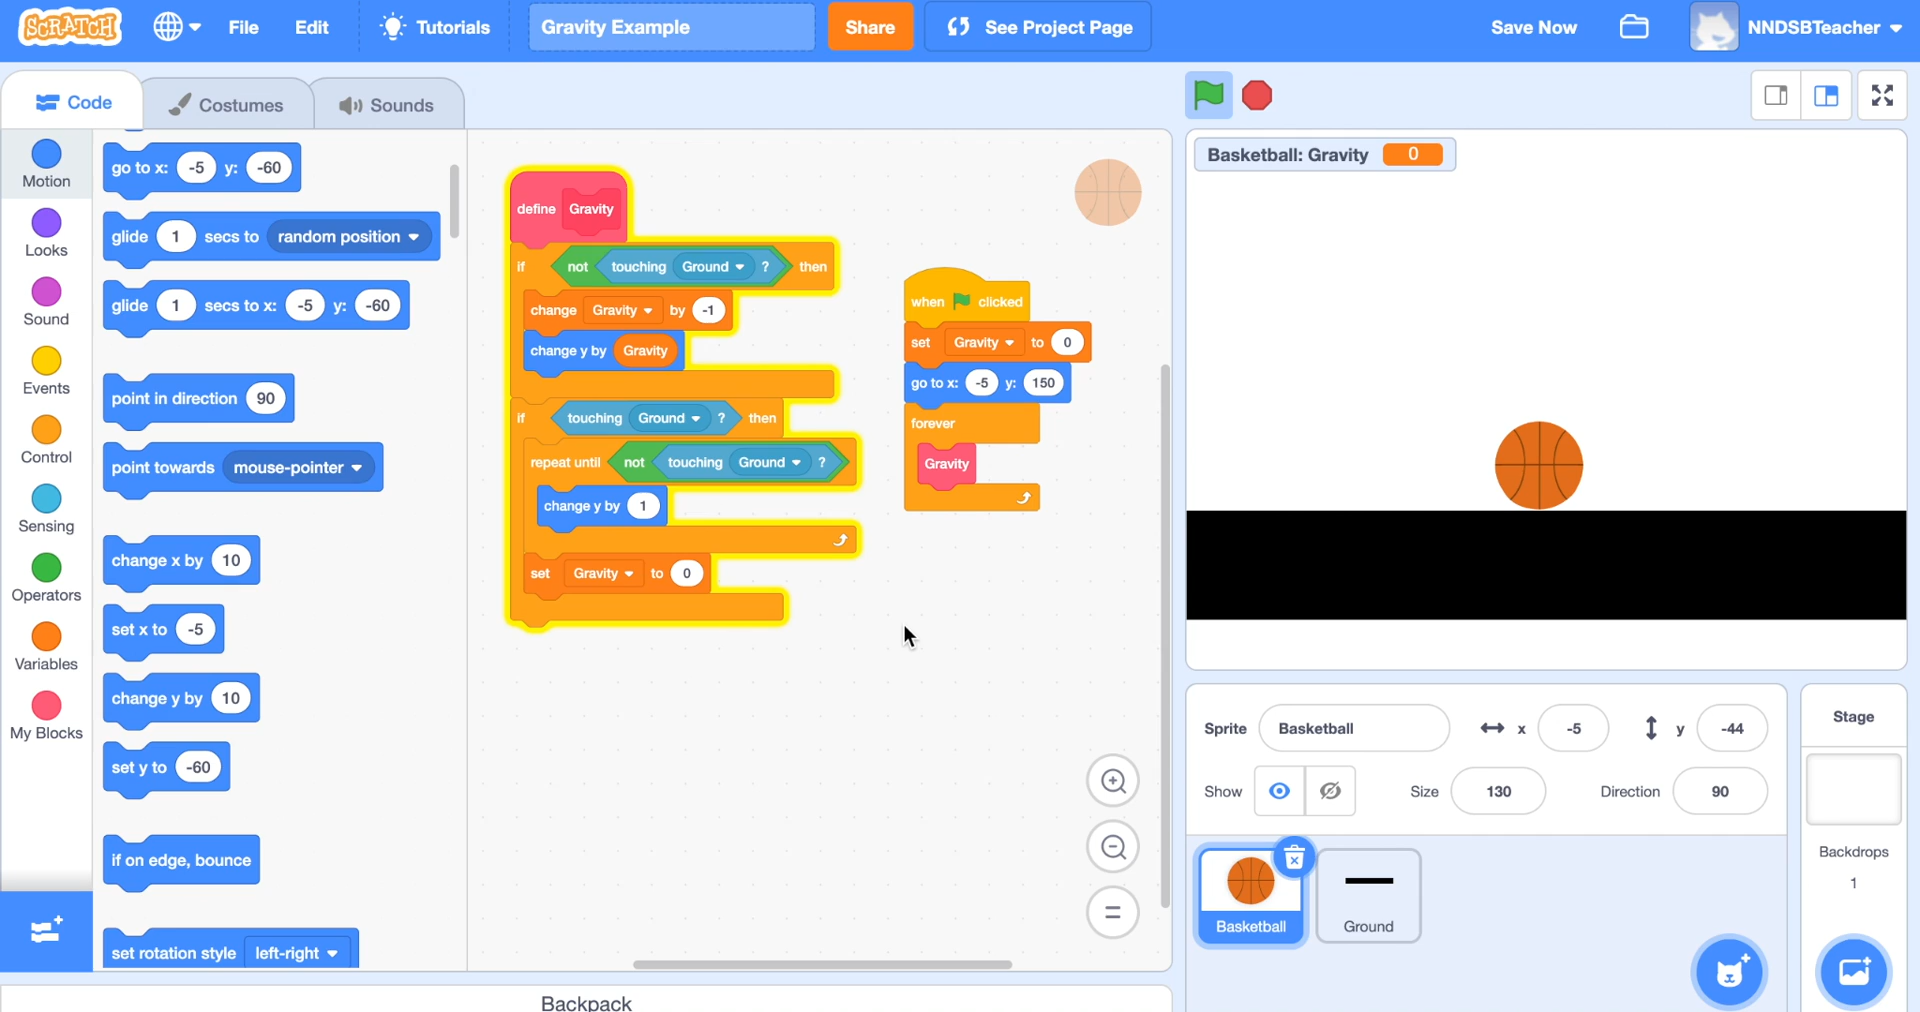 SCRATCH File Edit Tutorials Gravity Example Share See Project Page Save Now NNDSBTeacher
Code Costumes Sounds
Motion
Looks
Sound
Events
Control
Sensing
Operators
Variables
My Blocks
go to x: -5 y: -60
glide 1 secs to random position
glide 1 secs to x: -5 y: -60
point in direction 90
point towards mouse-pointer
change x by 10
set x to -5
change y by 10
set y to -60
if on edge, bounce
set rotation style left-right
define Gravity
if not touching Ground ? then
change Gravity by -1
change y by Gravity
if touching Ground ? then
repeat until not touching Ground ?
change y by 1
set Gravity to 0
when clicked
set Gravity to 0
go to x: -5 y: 150
forever
Gravity
Backpack
Basketball: Gravity 0
Sprite Basketball x -5 y -44
Show Size 130 Direction 90
Basketball
Ground
Stage
Backdrops
1